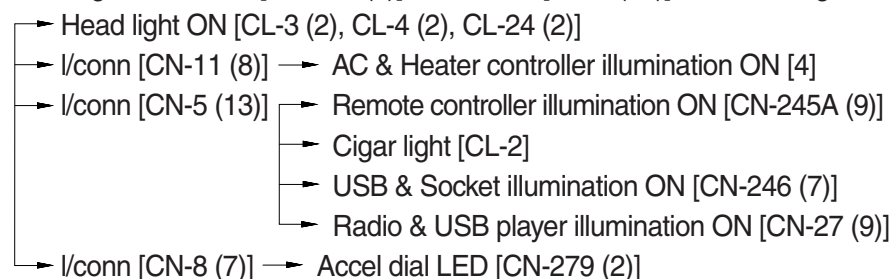 Head light ON [CL-3 (2), CL-4 (2), CL-24 (2)]
I/conn [CN-11 (8)] AC & Heater controller illumination ON [4]
I/conn [CN-5 (13)] Remote controller illumination ON [CN-245A (9)]
Cigar light [CL-2]
USB & Socket illumination ON [CN-246 (7)]
Radio & USB player illumination ON [CN-27 (9)]
I/conn [CN-8 (7)] Accel dial LED [CN-279 (2)]